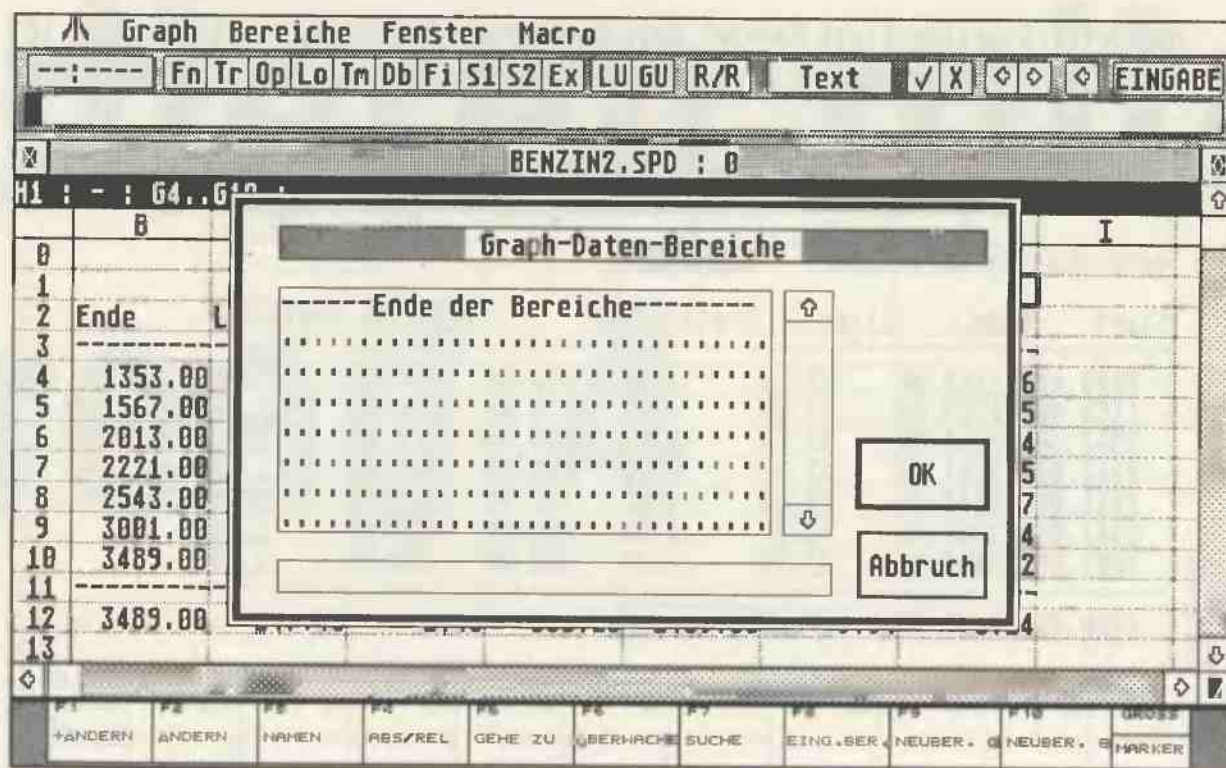 Graph Bereiche Fenster Macro
--:---- Fn Tr Op Lo Tm Db Fi S1 S2 Ex LU GU R/R Text √ X EINGABE
BENZIN2.SPD : 0
H1 : - : G4..G10 :
B I
Graph-Daten-Bereiche
------Ende der Bereiche--------
OK
Abbruch
0
1
2 Ende L
3
4 1353.00 6
5 1567.00 5
6 2013.00 4
7 2221.00 5
8 2543.00 7
9 3001.00 4
10 3489.00 2
11
12 3489.00
13
F1 F2 F3 F4 F5 F6 F7 F8 F9 F10 GROSS
+ANDERN ANDERN NAMEN ABS/REL GEHE ZU SUCHE EING.BER. NEUBER. NEUBER. MARKER